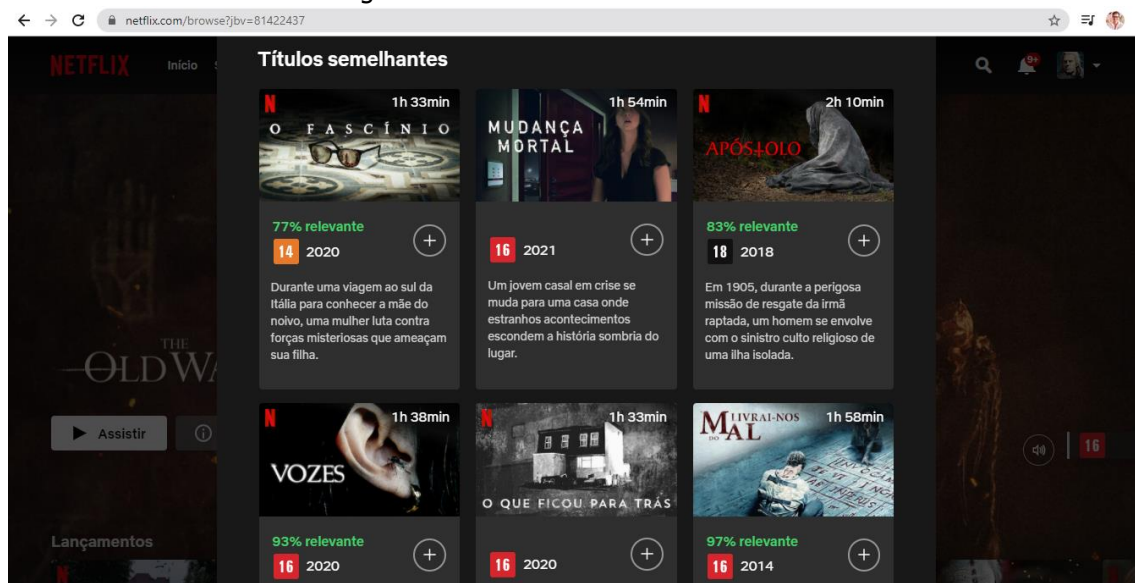 netflix.com/browse?jbv=81422437
NETFLIX
Início
9+
Títulos semelhantes
N
1h 33min
O FASCÍNIO
77% relevante
14 2020
Durante uma viagem ao sul da
Itália para conhecer a mãe do
noivo, uma mulher luta contra
forças misteriosas que ameaçam
sua filha.
1h 54min
MUDANÇA
MORTAL
16 2021
Um jovem casal em crise se
muda para uma casa onde
estranhos acontecimentos
escondem a história sombria do
lugar.
N
2h 10min
APÓSTOLO
83% relevante
18 2018
Em 1905, durante a perigosa
missão de resgate da irmã
raptada, um homem se envolve
com o sinistro culto religioso de
uma ilha isolada.
THE
OLD
Assistir
16
N
1h 38min
VOZES
93% relevante
16 2020
N
1h 33min
O QUE FICOU PARA TRÁS
16 2020
1h 58min
LIVRAI-NOS
DO MAL
97% relevante
16 2014
Lançamentos
N